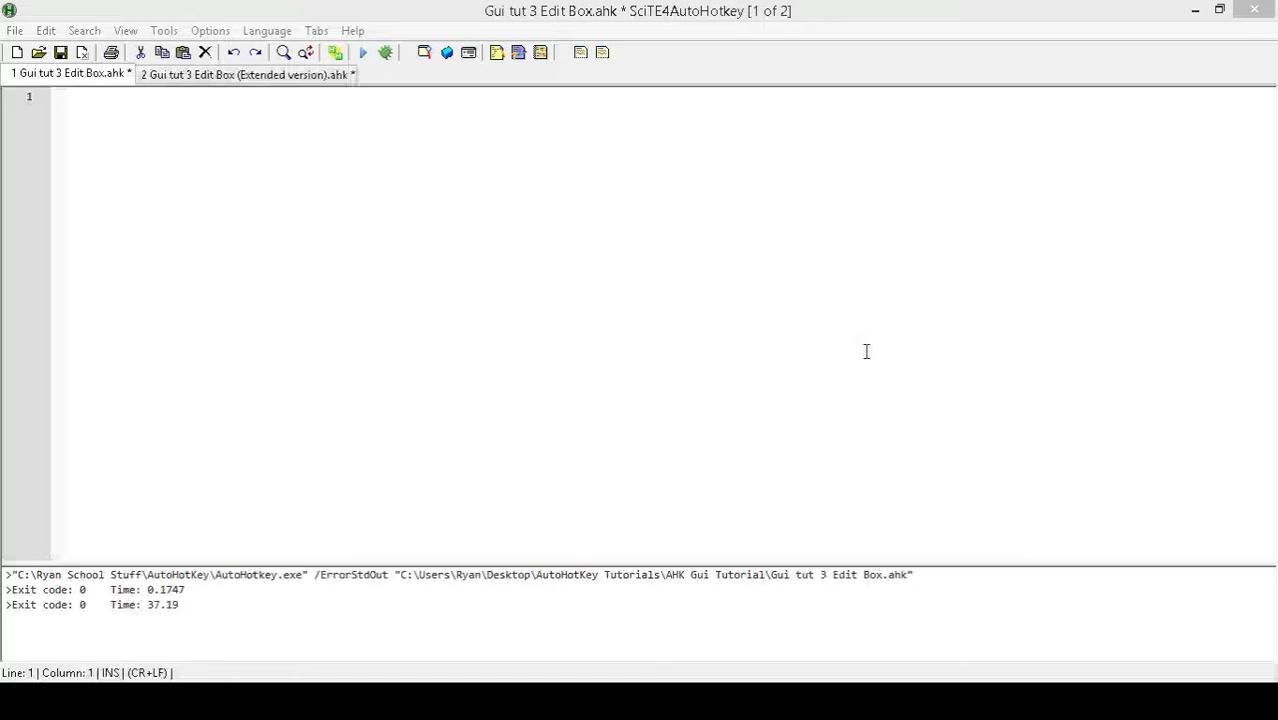 Gui tut 3 Edit Box.ahk * SciTE4AutoHotkey [1 of 2]
File Edit Search View Tools Options Language Tabs Help
1 Gui tut 3 Edit Box.ahk * 2 Gui tut 3 Edit Box (Extended version).ahk *
1
>"C:\Ryan School Stuff\AutoHotKey\AutoHotkey.exe" /ErrorStdOut "C:\Users\Ryan\Desktop\AutoHotKey Tutorials\AHK Gui Tutorial\Gui tut 3 Edit Box.ahk"
>Exit code: 0 Time: 0.1747
>Exit code: 0 Time: 37.19
Line: 1 | Column: 1 | INS | (CR+LF) |